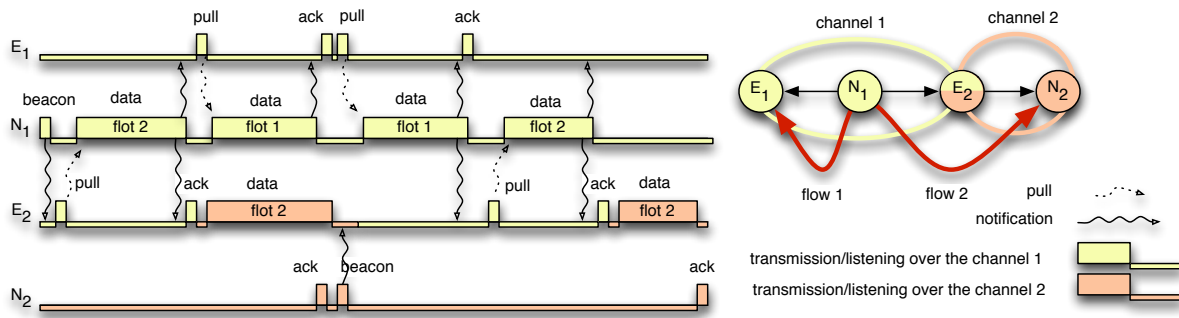 pull ack pull ack
E1
beacon data data data data
N1 flot 2 flot 1 flot 1 flot 2
pull ack data pull ack data
E2 flot 2 flot 2
ack beacon ack
N2
channel 1 channel 2
E1 N1 E2 N2
flow 1 flow 2
pull
notification
transmission/listening over the channel 1
transmission/listening over the channel 2